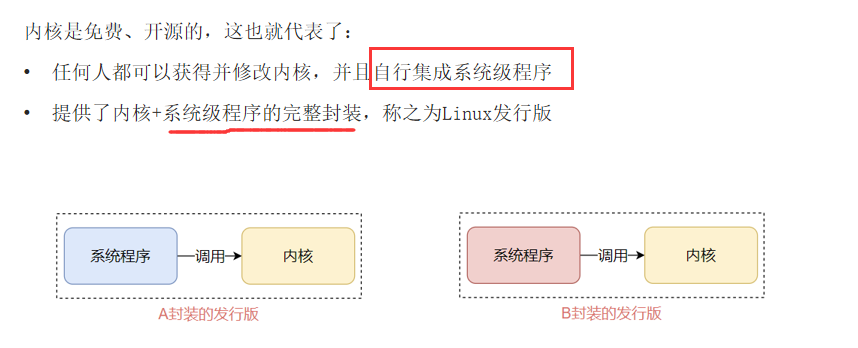 内核是免费、开源的，这也就代表了：
• 任何人都可以获得并修改内核，并且自行集成系统级程序
• 提供了内核+系统级程序的完整封装，称之为Linux发行版
系统程序 调用 内核
A封装的发行版
系统程序 调用 内核
B封装的发行版